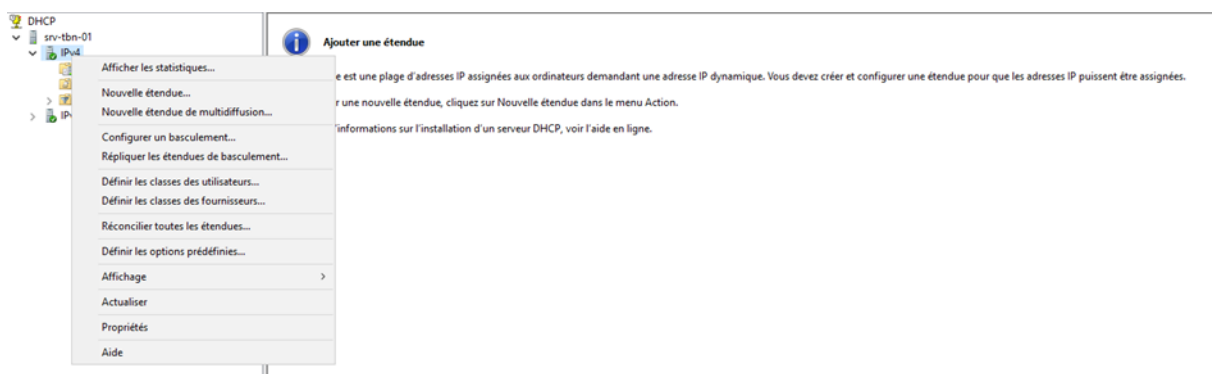 DHCP
srv-tbn-01
IPv4
Afficher les statistiques...
Nouvelle étendue...
Nouvelle étendue de multidiffusion...
Configurer un basculement...
Répliquer les étendues de basculement...
Définir les classes des utilisateurs...
Définir les classes des fournisseurs...
Réconcilier toutes les étendues...
Définir les options prédéfinies...
Affichage
Actualiser
Propriétés
Aide
Ajouter une étendue
e est une plage d'adresses IP assignées aux ordinateurs demandant une adresse IP dynamique. Vous devez créer et configurer une étendue pour que les adresses IP puissent être assignées.
r une nouvelle étendue, cliquez sur Nouvelle étendue dans le menu Action.
'informations sur l'installation d'un serveur DHCP, voir l'aide en ligne.